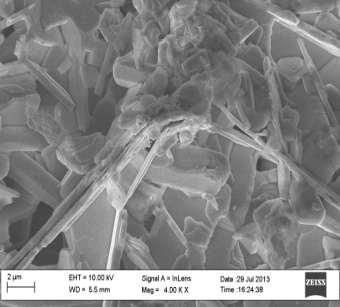 2 µm
EHT = 10.00 kV
Signal A = InLens
Date :29 Jul 2013
ZEISS
WD = 5.5 mm
Mag = 4.00 K X
Time :16:24:38